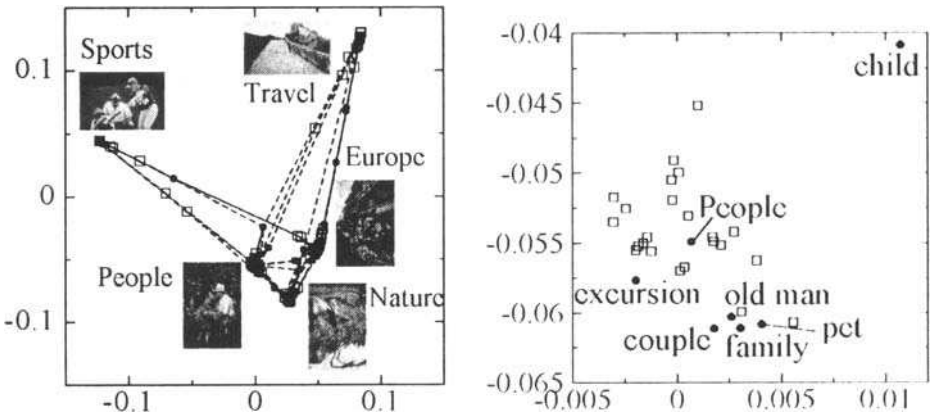 0.1
0
-0.1
-0.1
0
0.1
Sports
Travel
Europe
People
Nature
-0.04
-0.045
-0.05
-0.055
-0.06
-0.065
-0.005
0
0.005
0.01
child
People
excursion
old man
couple
family
pet